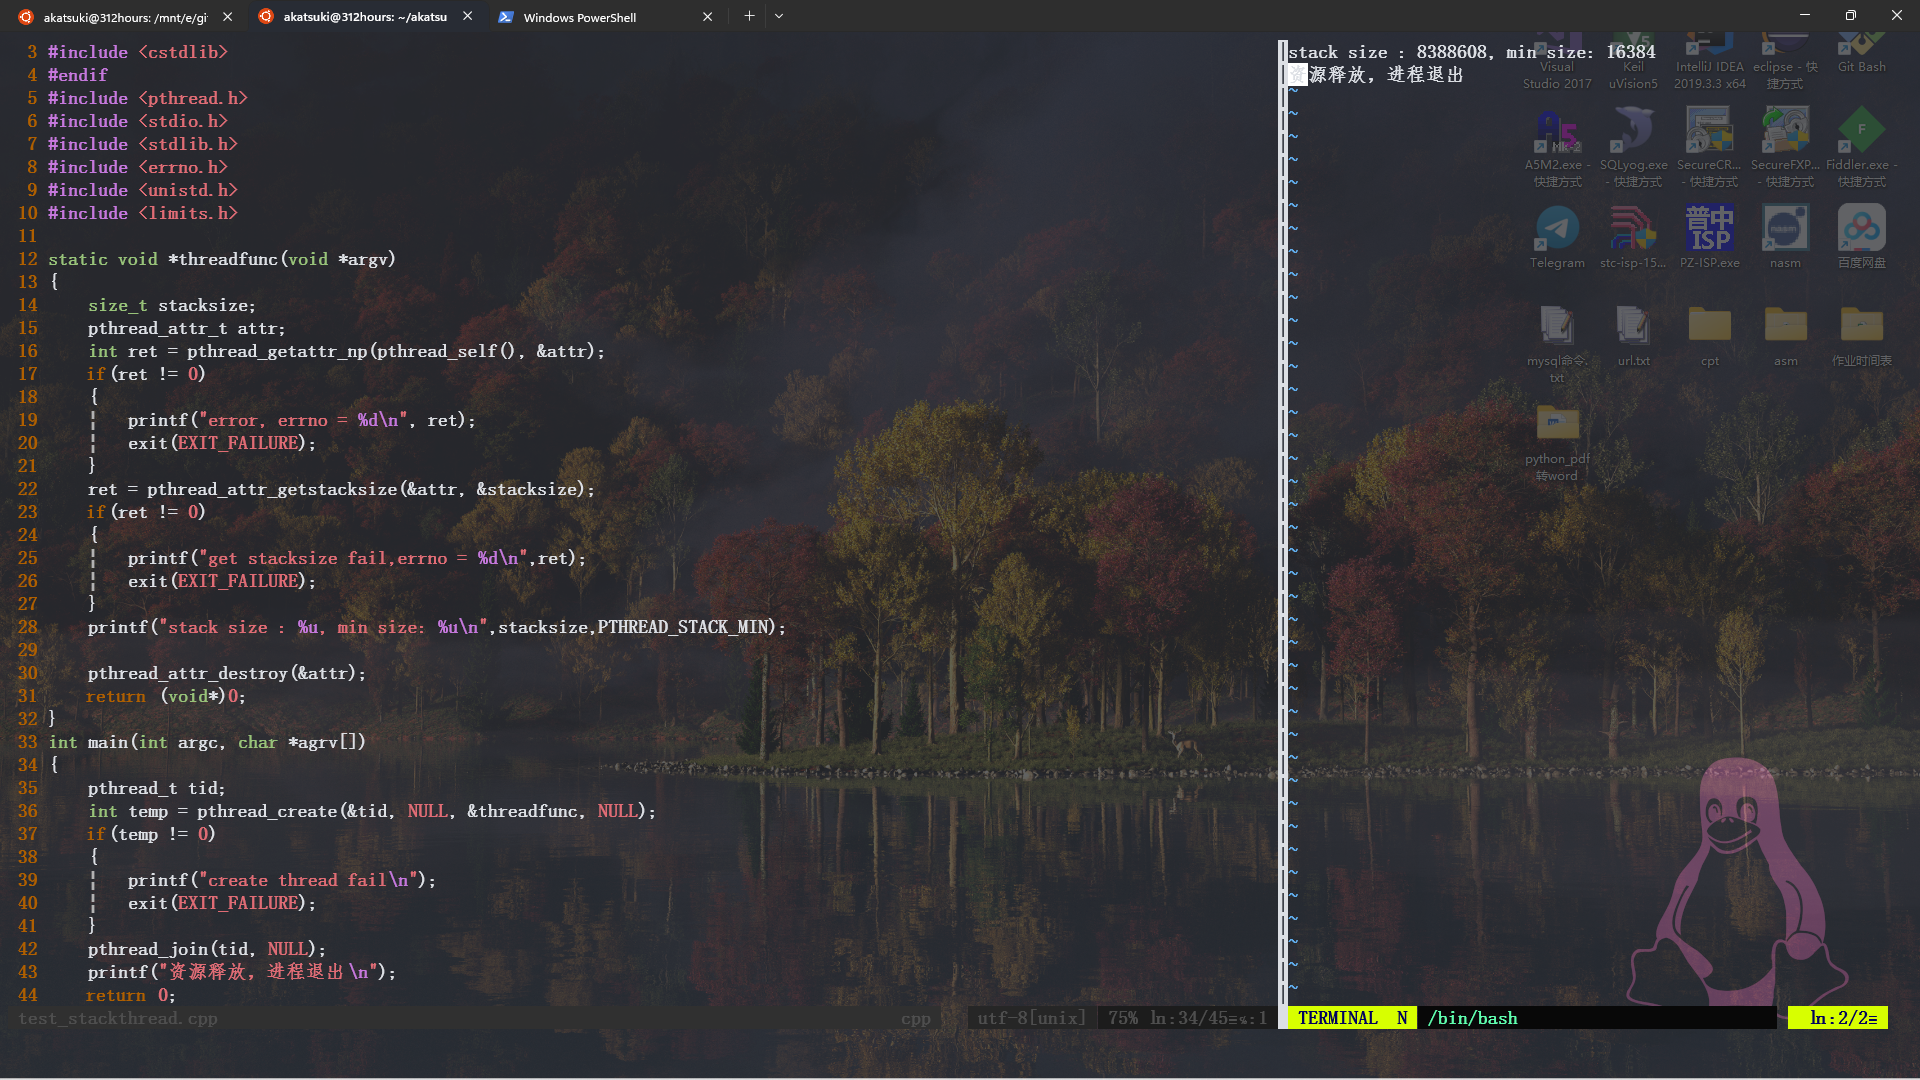 akatsuki@312hours: /mnt/e/gi
akatsuki@312hours: ~/akatsu
Windows PowerShell
3 #include <cstdlib>
4 #endif
5 #include <pthread.h>
6 #include <stdio.h>
7 #include <stdlib.h>
8 #include <errno.h>
9 #include <unistd.h>
10 #include <limits.h>
11
12 static void *threadfunc(void *argv)
13 {
14     size_t stacksize;
15     pthread_attr_t attr;
16     int ret = pthread_getattr_np(pthread_self(), &attr);
17     if(ret != 0)
18     {
19     ¦   printf("error, errno = %d\n", ret);
20     ¦   exit(EXIT_FAILURE);
21     }
22     ret = pthread_attr_getstacksize(&attr, &stacksize);
23     if(ret != 0)
24     {
25     ¦   printf("get stacksize fail,errno = %d\n",ret);
26     ¦   exit(EXIT_FAILURE);
27     }
28     printf("stack size : %u, min size: %u\n",stacksize,PTHREAD_STACK_MIN);
29
30     pthread_attr_destroy(&attr);
31     return (void*)0;
32 }
33 int main(int argc, char *agrv[])
34 {
35     pthread_t tid;
36     int temp = pthread_create(&tid, NULL, &threadfunc, NULL);
37     if(temp != 0)
38     {
39     ¦   printf("create thread fail\n");
40     ¦   exit(EXIT_FAILURE);
41     }
42     pthread_join(tid, NULL);
43     printf("资源释放，进程退出\n");
44     return 0;
test_stackthread.cpp cpp utf-8[unix] 75% ln:34/45≡℅:1
stack size : 8388608, min size: 16384
资源释放，进程退出
Visual Studio 2017
Keil uVision5
IntelliJ IDEA 2019.3.3 x64
eclipse - 快捷方式
Git Bash
A5M2.exe - 快捷方式
SQLyog.exe - 快捷方式
SecureCR... - 快捷方式
SecureFXP... - 快捷方式
Fiddler.exe - 快捷方式
Telegram
stc-isp-15...
普中 ISP
PZ-ISP.exe
nasm
nasm
百度网盘
mysql命令.txt
url.txt
cpt
asm
作业时间表
python_pdf转word
TERMINAL N /bin/bash ln:2/2≡